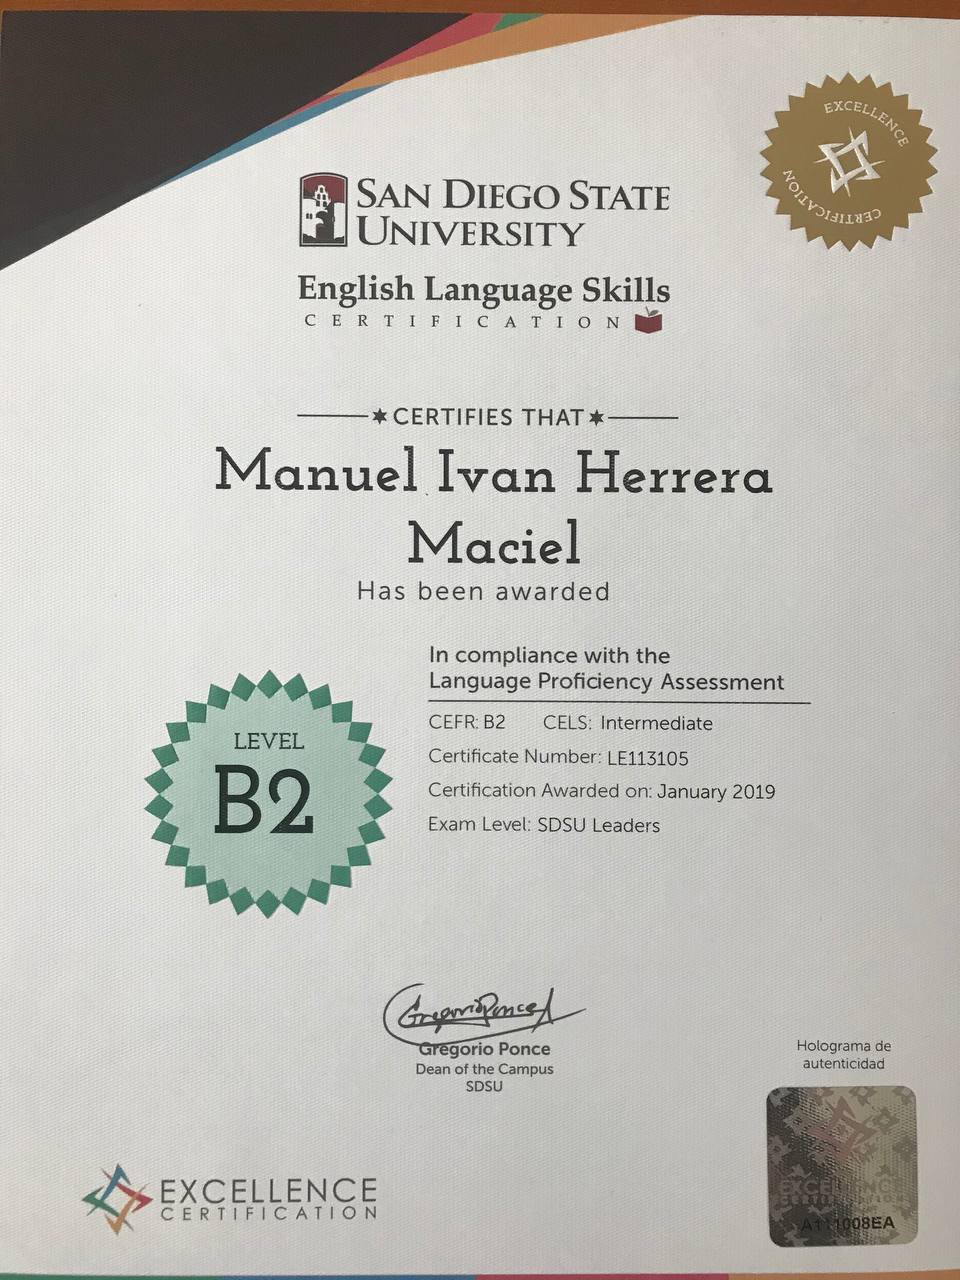 EXCELLENCE
CERTIFICATION
SAN DIEGO STATE
UNIVERSITY
English Language Skills
CERTIFICATION
CERTIFIES THAT
Manuel Ivan Herrera
Maciel
Has been awarded
In compliance with the
Language Proficiency Assessment
LEVEL
B2
CEFR: B2 CELS: Intermediate
Certificate Number: LE113105
Certification Awarded on: January 2019
Exam Level: SDSU Leaders
Gregorio Ponce
Gregorio Ponce
Dean of the Campus
SDSU
Holograma de
autenticidad
EXCELLENCE
CERTIFICATION
EXCELLENCE
CERTIFICATION
A111008EA